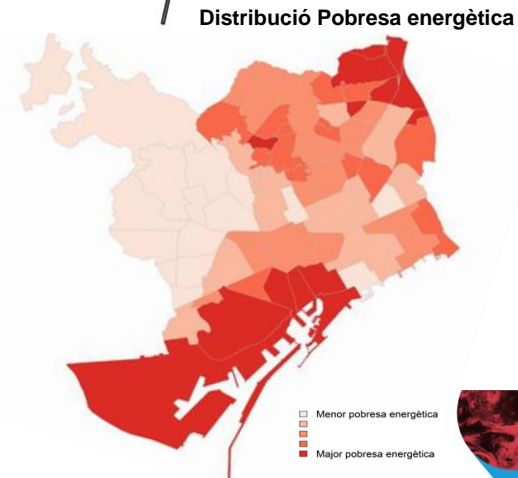 Distribució Pobresa energètica
Menor pobresa energètica
Major pobresa energètica